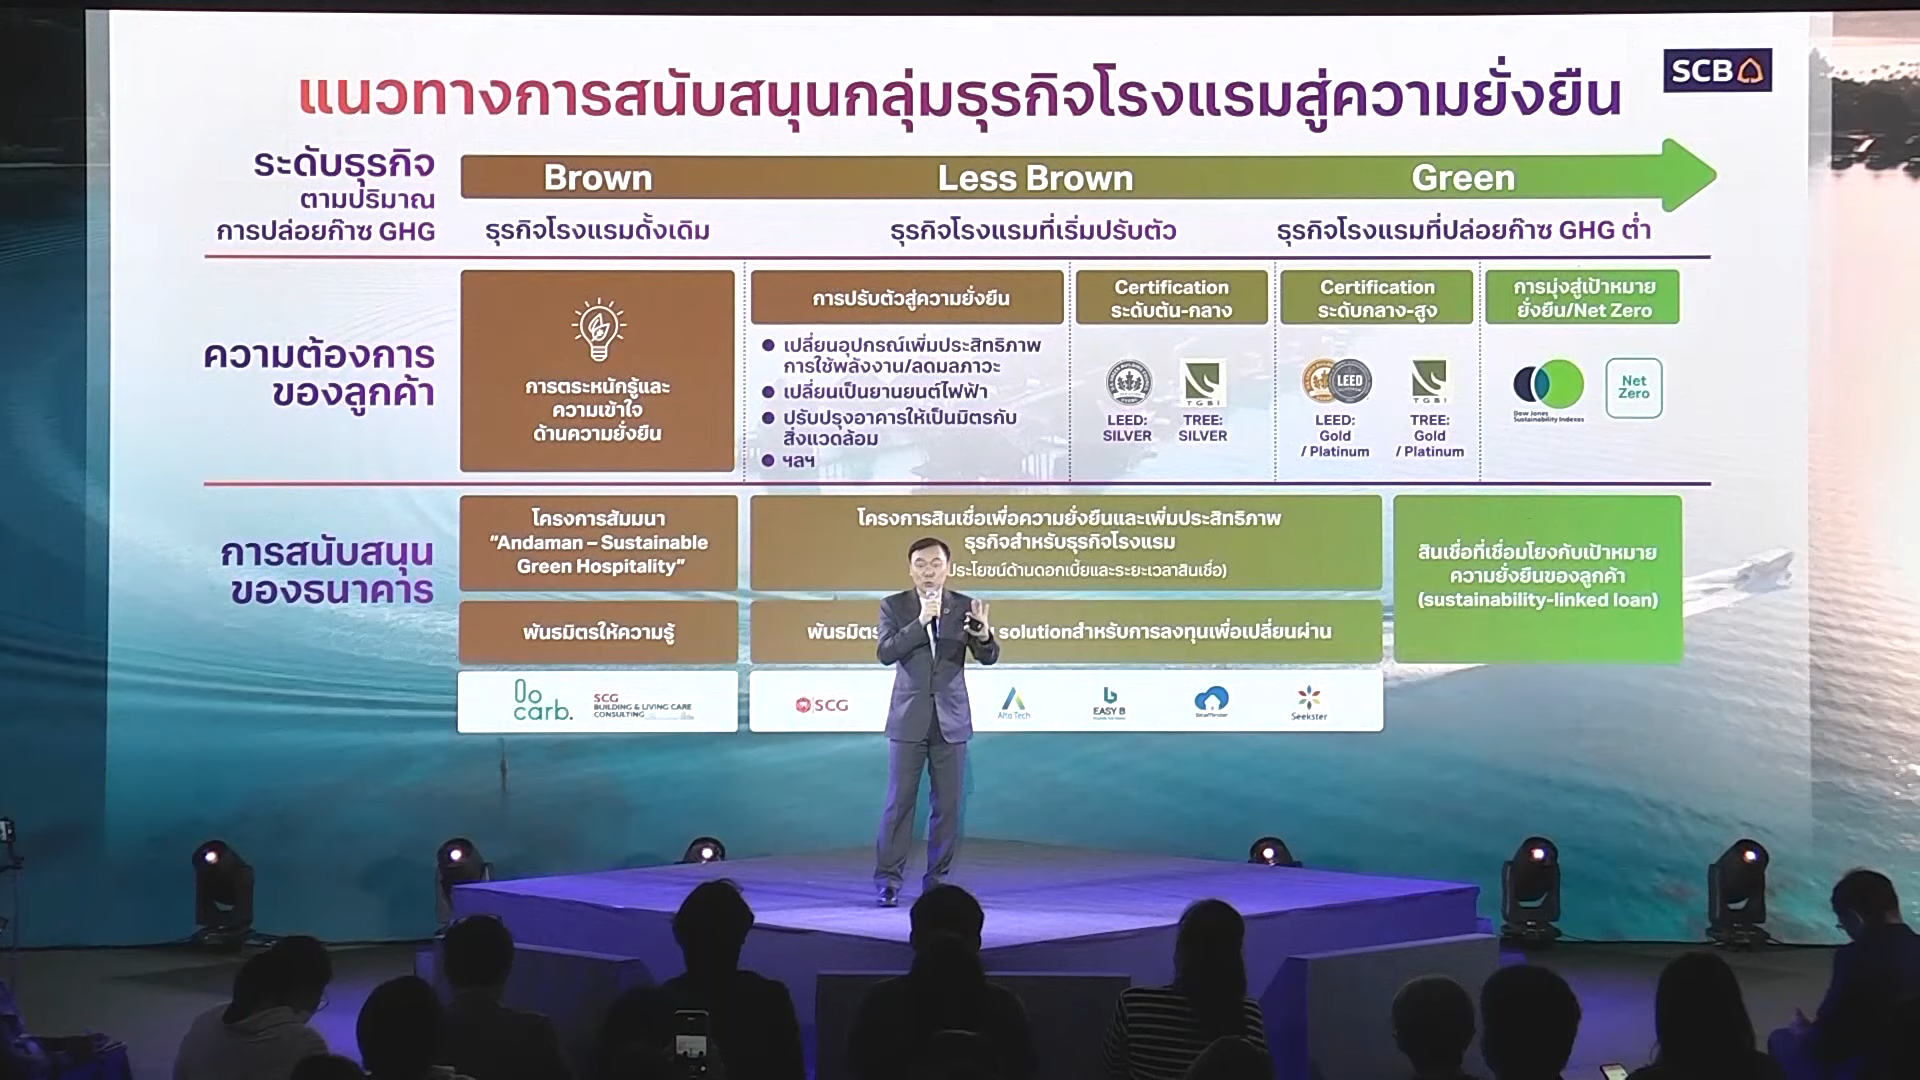 SCB
แนวทางการสนับสนุนกลุ่มธุรกิจโรงแรมสู่ความยั่งยืน
ระดับธุรกิจ
ตามปริมาณ
การปล่อยก๊าซ GHG
Brown
Less Brown
Green
ธุรกิจโรงแรมดั้งเดิม
ธุรกิจโรงแรมที่เริ่มปรับตัว
ธุรกิจโรงแรมที่ปล่อยก๊าซ GHG ต่ำ
ความต้องการ
ของลูกค้า
การตระหนักรู้และ
ความเข้าใจ
ด้านความยั่งยืน
การปรับตัวสู่ความยั่งยืน
เปลี่ยนอุปกรณ์เพิ่มประสิทธิภาพ
การใช้พลังงาน/ลดมลภาวะ
เปลี่ยนเป็นยานยนต์ไฟฟ้า
ปรับปรุงอาคารให้เป็นมิตรกับ
สิ่งแวดล้อม
ฯลฯ
Certification
ระดับต้น-กลาง
TGBI
LEED:
SILVER
TREE:
SILVER
Certification
ระดับกลาง-สูง
LEED
TGBI
LEED:
Gold
/ Platinum
TREE:
Gold
/ Platinum
การมุ่งสู่เป้าหมาย
ยั่งยืน/Net Zero
Dow Jones
Sustainability Indexes
Net
Zero
การสนับสนุน
ของธนาคาร
โครงการสัมมนา
“Andaman – Sustainable
Green Hospitality”
พันธมิตรให้ความรู้
carb.
SCG
BUILDING & LIVING CARE
CONSULTING
โครงการสินเชื่อเพื่อความยั่งยืนและเพิ่มประสิทธิภาพ
ธุรกิจสำหรับธุรกิจโรงแรม
ประโยชน์ด้านดอกเบี้ยและระยะเวลาสินเชื่อ)
พันธมิตร solutionสำหรับการลงทุนเพื่อเปลี่ยนผ่าน
SCG
Alto Tech
EASY B
Seekster
สินเชื่อที่เชื่อมโยงกับเป้าหมาย
ความยั่งยืนของลูกค้า
(sustainability-linked loan)